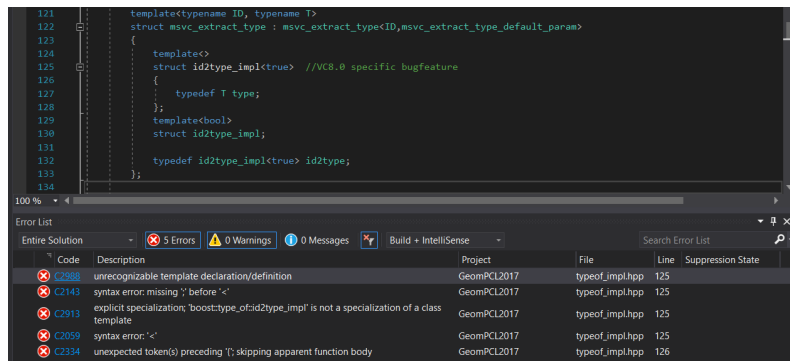 121 template<typename ID, typename T>
122 struct msvc_extract_type : msvc_extract_type<ID,msvc_extract_type_default_param>
123 {
124 template<>
125 struct id2type_impl<true> //VC8.0 specific bugfeature
126 {
127 typedef T type;
128 };
129 template<bool>
130 struct id2type_impl;
131
132 typedef id2type_impl<true> id2type;
133 };
134
100 %
Error List
Entire Solution 5 Errors 0 Warnings 0 Messages Build + IntelliSense Search Error List
Code Description Project File Line Suppression State
C2988 unrecognizable template declaration/definition GeomPCL2017 typeof_impl.hpp 125
C2143 syntax error: missing ';' before '<' GeomPCL2017 typeof_impl.hpp 125
C2913 explicit specialization; 'boost::type_of::id2type_impl' is not a specialization of a class
template GeomPCL2017 typeof_impl.hpp 125
C2059 syntax error: '<' GeomPCL2017 typeof_impl.hpp 125
C2334 unexpected token(s) preceding '{'; skipping apparent function body GeomPCL2017 typeof_impl.hpp 126